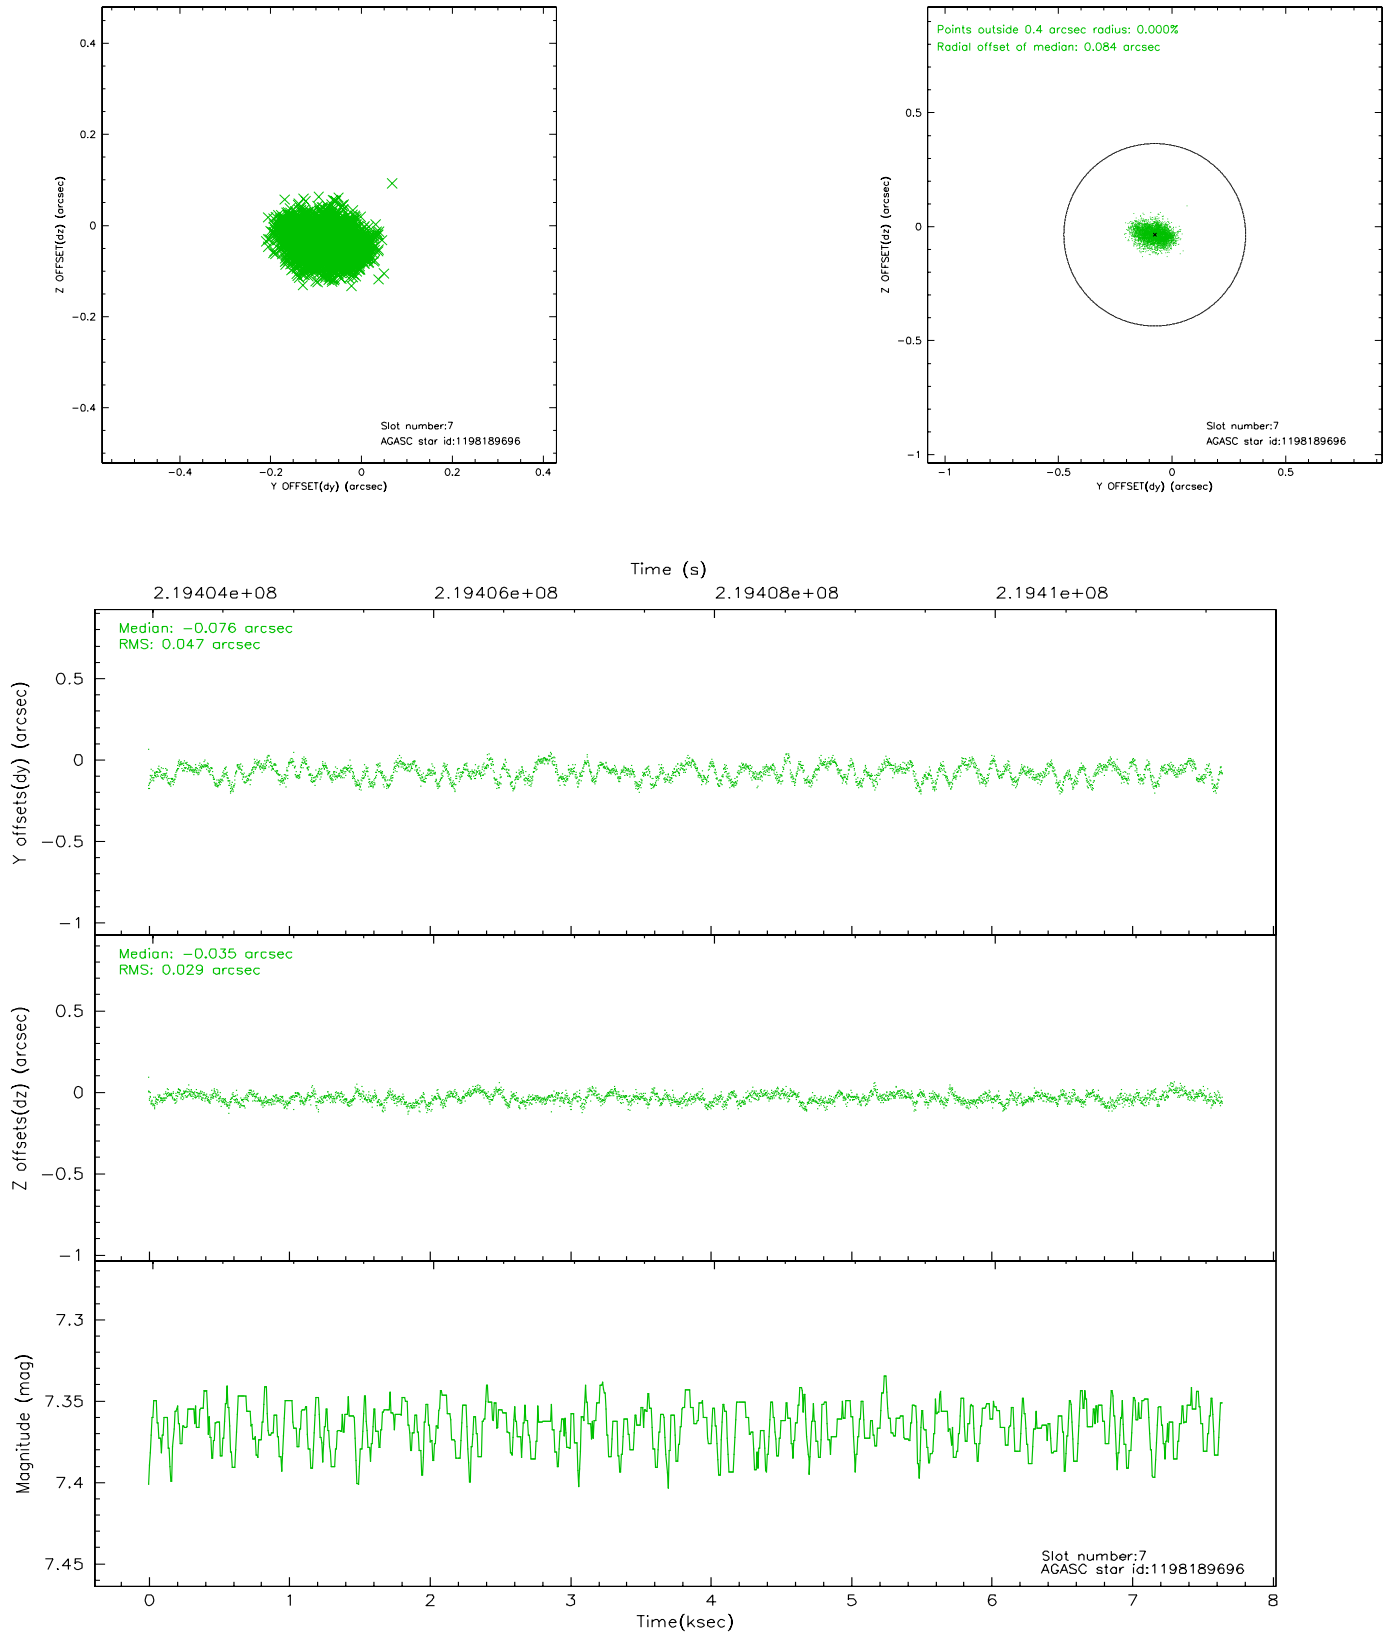 0.4
0.2
0
−0.2
−0.4
Z OFFSET(dz) (arcsec)
Slot number:7
AGASC star id:1198189696
−0.4 −0.2 0 0.2 0.4
Y OFFSET(dy) (arcsec)
Points outside 0.4 arcsec radius: 0.000%
Radial offset of median: 0.084 arcsec
0.5
0
−0.5
−1
Z OFFSET(dz) (arcsec)
Slot number:7
AGASC star id:1198189696
−1 −0.5 0 0.5
Y OFFSET(dy) (arcsec)
Time (s)
2.19404e+08 2.19406e+08 2.19408e+08 2.1941e+08
Median: −0.076 arcsec
RMS: 0.047 arcsec
0.5
0
−0.5
−1
Y offsets(dy) (arcsec)
Median: −0.035 arcsec
RMS: 0.029 arcsec
0.5
0
−0.5
−1
Z offsets(dz) (arcsec)
7.3
7.35
7.4
7.45
Magnitude (mag)
Slot number:7
AGASC star id:1198189696
0 1 2 3 4 5 6 7 8
Time(ksec)